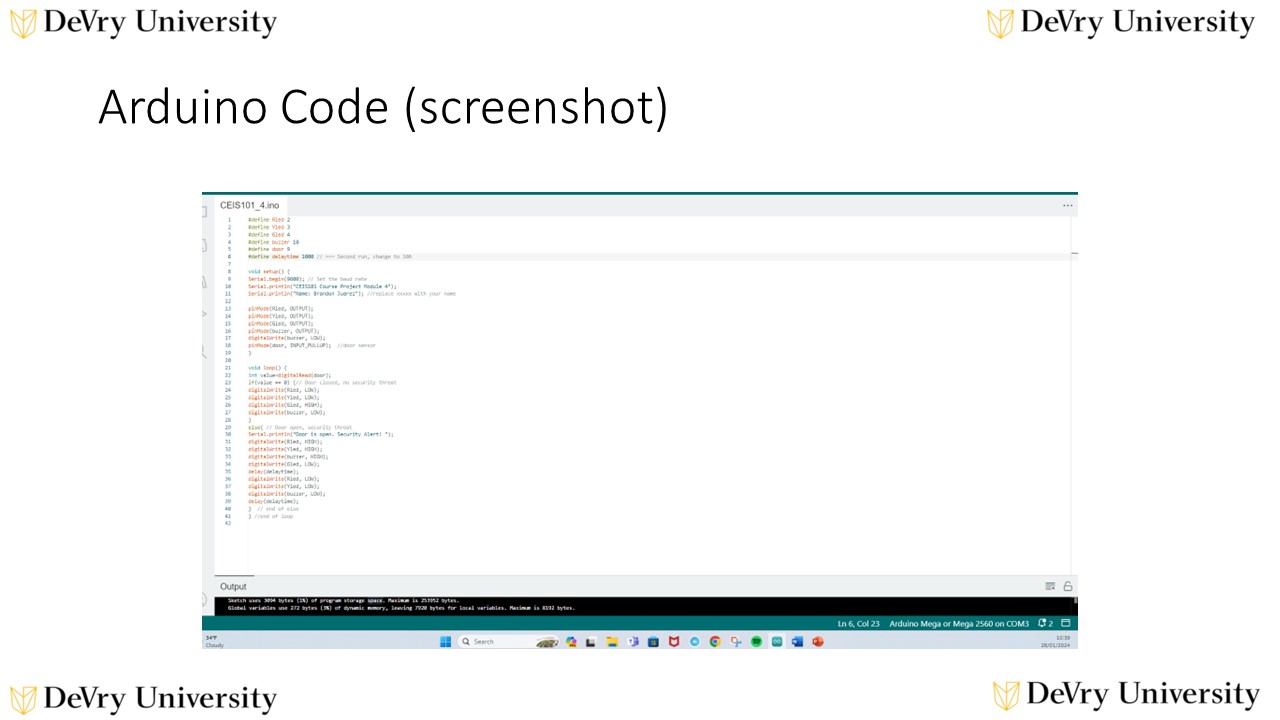 DeVry University
DeVry University
Arduino Code (screenshot)
CEIS101_4.ino
1 #define Rled 2
2 #define Yled 3
3 #define Gled 4
4 #define buzzer 10
5 #define door 9
6 #define delaytime 1000 // <== Second run, change to 100
7
8 void setup() {
9 Serial.begin(9600); // Set the baud rate
10 Serial.println("CEIS101 Course Project Module 4");
11 Serial.println("Name: Brandon Juarez"); //replace xxxxx with your name
12
13 pinMode(Rled, OUTPUT);
14 pinMode(Yled, OUTPUT);
15 pinMode(Gled, OUTPUT);
16 pinMode(buzzer, OUTPUT);
17 digitalWrite(buzzer, LOW);
18 pinMode(door, INPUT_PULLUP); //door sensor
19 }
20
21 void loop() {
22 int value=digitalRead(door);
23 if(value == 0) {// Door closed, no security threat
24 digitalWrite(Rled, LOW);
25 digitalWrite(Yled, LOW);
26 digitalWrite(Gled, HIGH);
27 digitalWrite(buzzer, LOW);
28 }
29 else{ // Door open, security threat
30 Serial.println("Door is open. Security Alert! ");
31 digitalWrite(Rled, HIGH);
32 digitalWrite(Yled, HIGH);
33 digitalWrite(buzzer, HIGH);
34 digitalWrite(Gled, LOW);
35 delay(delaytime);
36 digitalWrite(Rled, LOW);
37 digitalWrite(Yled, LOW);
38 digitalWrite(buzzer, LOW);
39 delay(delaytime);
40 } // end of else
41 } //end of loop
42
Output
Sketch uses 3094 bytes (1%) of program storage space. Maximum is 253952 bytes.
Global variables use 272 bytes (3%) of dynamic memory, leaving 7920 bytes for local variables. Maximum is 8192 bytes.
Ln 6, Col 23 Arduino Mega or Mega 2560 on COM3 2
34°F
Cloudy
Search
10:39
28/01/2024
DeVry University
DeVry University